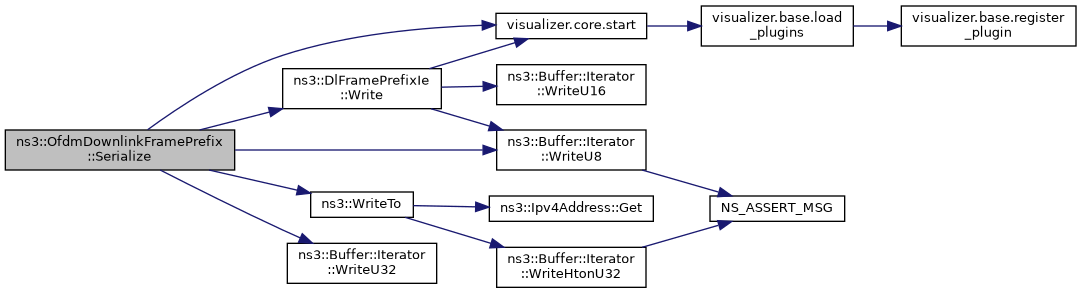 ns3::OfdmDownlinkFramePrefix
::Serialize
visualizer.core.start
visualizer.base.load
_plugins
visualizer.base.register
_plugin
ns3::DlFramePrefixIe
::Write
ns3::Buffer::Iterator
::WriteU16
ns3::Buffer::Iterator
::WriteU8
ns3::WriteTo
ns3::Ipv4Address::Get
NS_ASSERT_MSG
ns3::Buffer::Iterator
::WriteU32
ns3::Buffer::Iterator
::WriteHtonU32